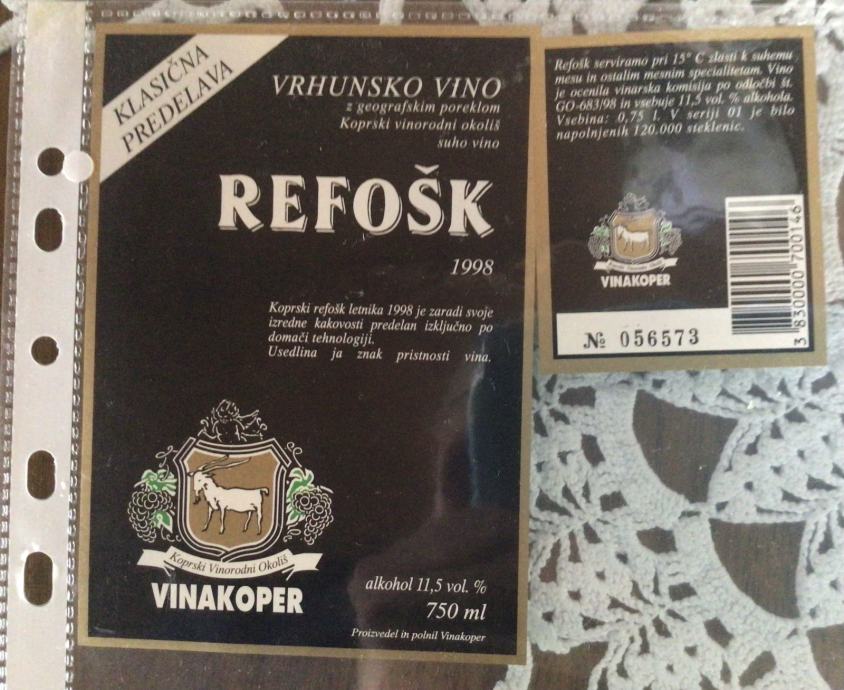 KLASIČNA
PREDELAVA
VRHUNSKO VINO
z geografskim poreklom
Koprski vinorodni okoliš
suho vino
REFOŠK
1998
Koprski refošk letnika 1998 je zaradi svoje
izredne kakovosti predelan izključno po
domači tehnologiji.
Usedlina ja znak pristnosti vina.
Koprski Vinorodni Okoliš
VINAKOPER
alkohol 11,5 vol. %
750 ml
Proizvedel in polnil Vinakoper
Refošk serviramo pri 15° C zlasti k suhemu
mesu in ostalim mesnim specialitetam. Vino
je ocenila vinarska komisija po odločbi št.
GO-683/98 in vsebuje 11,5 vol. % alkohola.
Vsebina: 0,75 l. V seriji 01 je bilo
napolnjenih 120.000 steklenic.
Koprski Vinorodni Okoliš
VINAKOPER
№ 056573
3 830000 700146